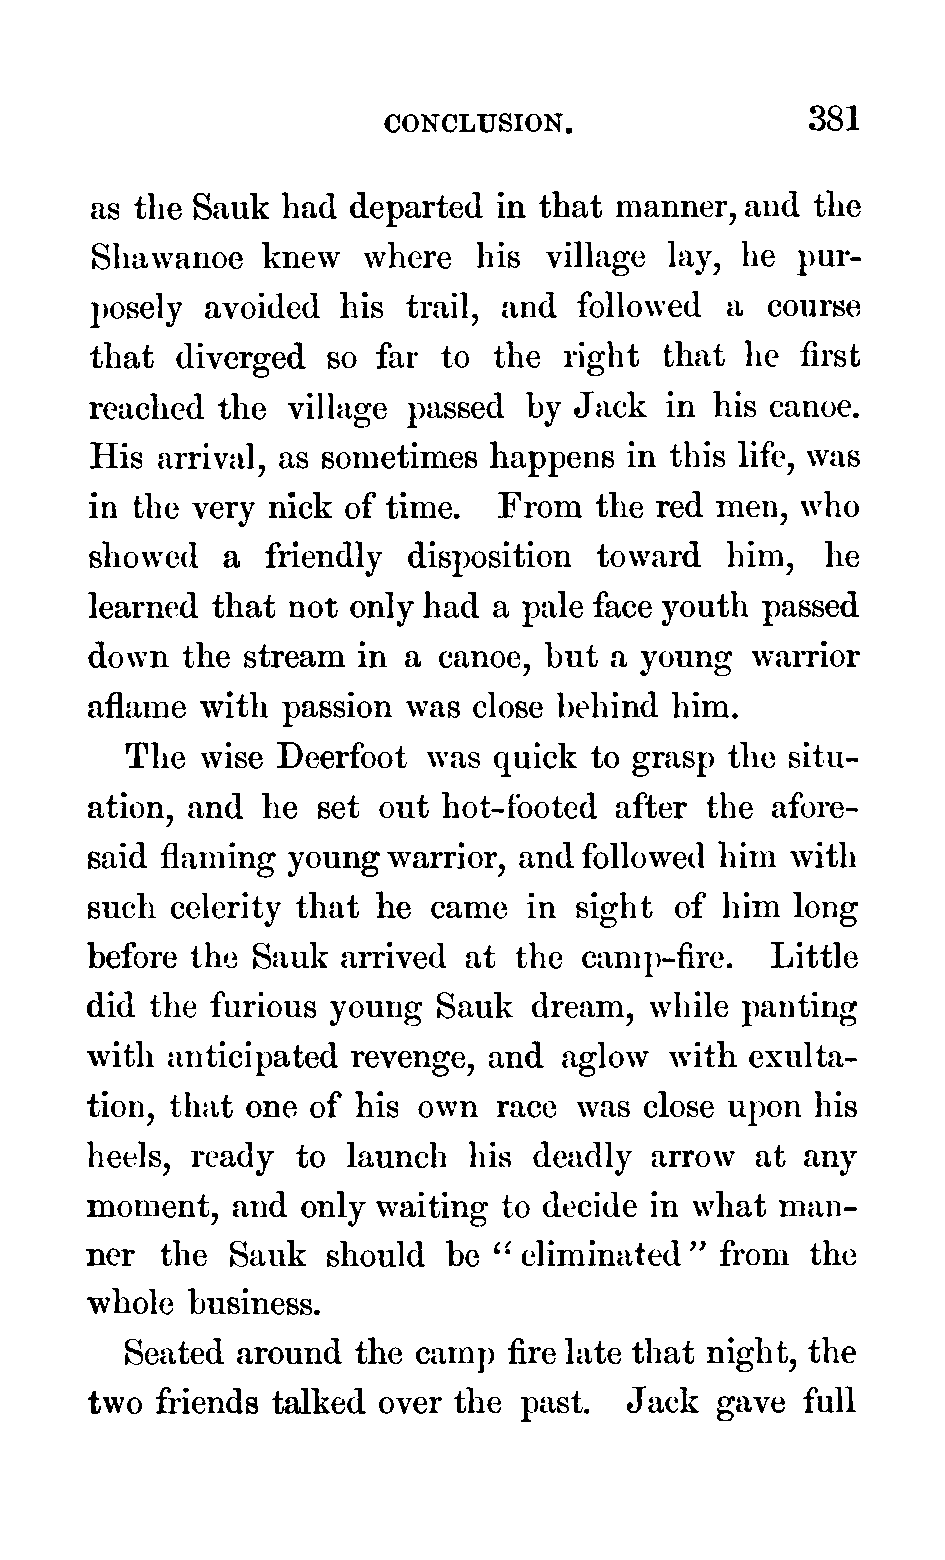 CONCLUSION. 381
as the Sauk had departed in that manner, and the
Shawanoe knew where his village lay, he pur-
posely avoided his trail, and followed a course
that diverged so far to the right that he first
reached the village passed by Jack in his canoe.
His arrival, as sometimes happens in this life, was
in the very nick of time. From the red men, who
showed a friendly disposition toward him, he
learned that not only had a pale face youth passed
down the stream in a canoe, but a young warrior
aflame with passion was close behind him.
The wise Deerfoot was quick to grasp the situ-
ation, and he set out hot-footed after the afore-
said flaming young warrior, and followed him with
such celerity that he came in sight of him long
before the Sauk arrived at the camp-fire. Little
did the furious young Sauk dream, while panting
with anticipated revenge, and aglow with exulta-
tion, that one of his own race was close upon his
heels, ready to launch his deadly arrow at any
moment, and only waiting to decide in what man-
ner the Sauk should be “eliminated” from the
whole business.
Seated around the camp fire late that night, the
two friends talked over the past. Jack gave full